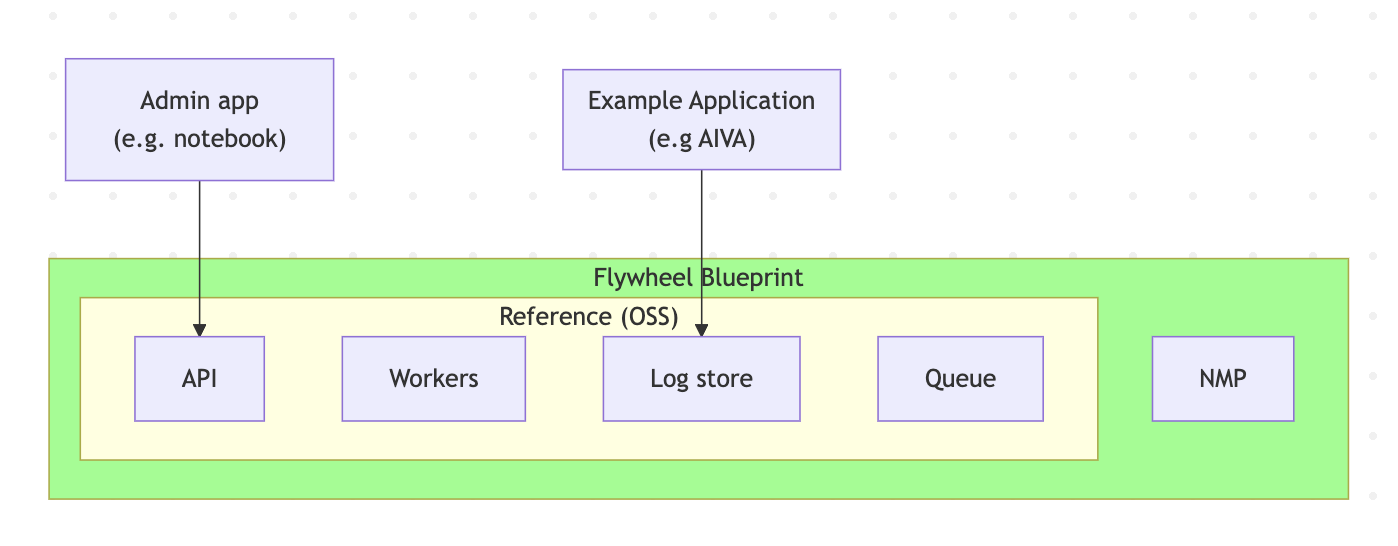 Admin app
(e.g. notebook)
Example Application
(e.g AIVA)
Flywheel Blueprint
Reference (OSS)
API
Workers
Log store
Queue
NMP